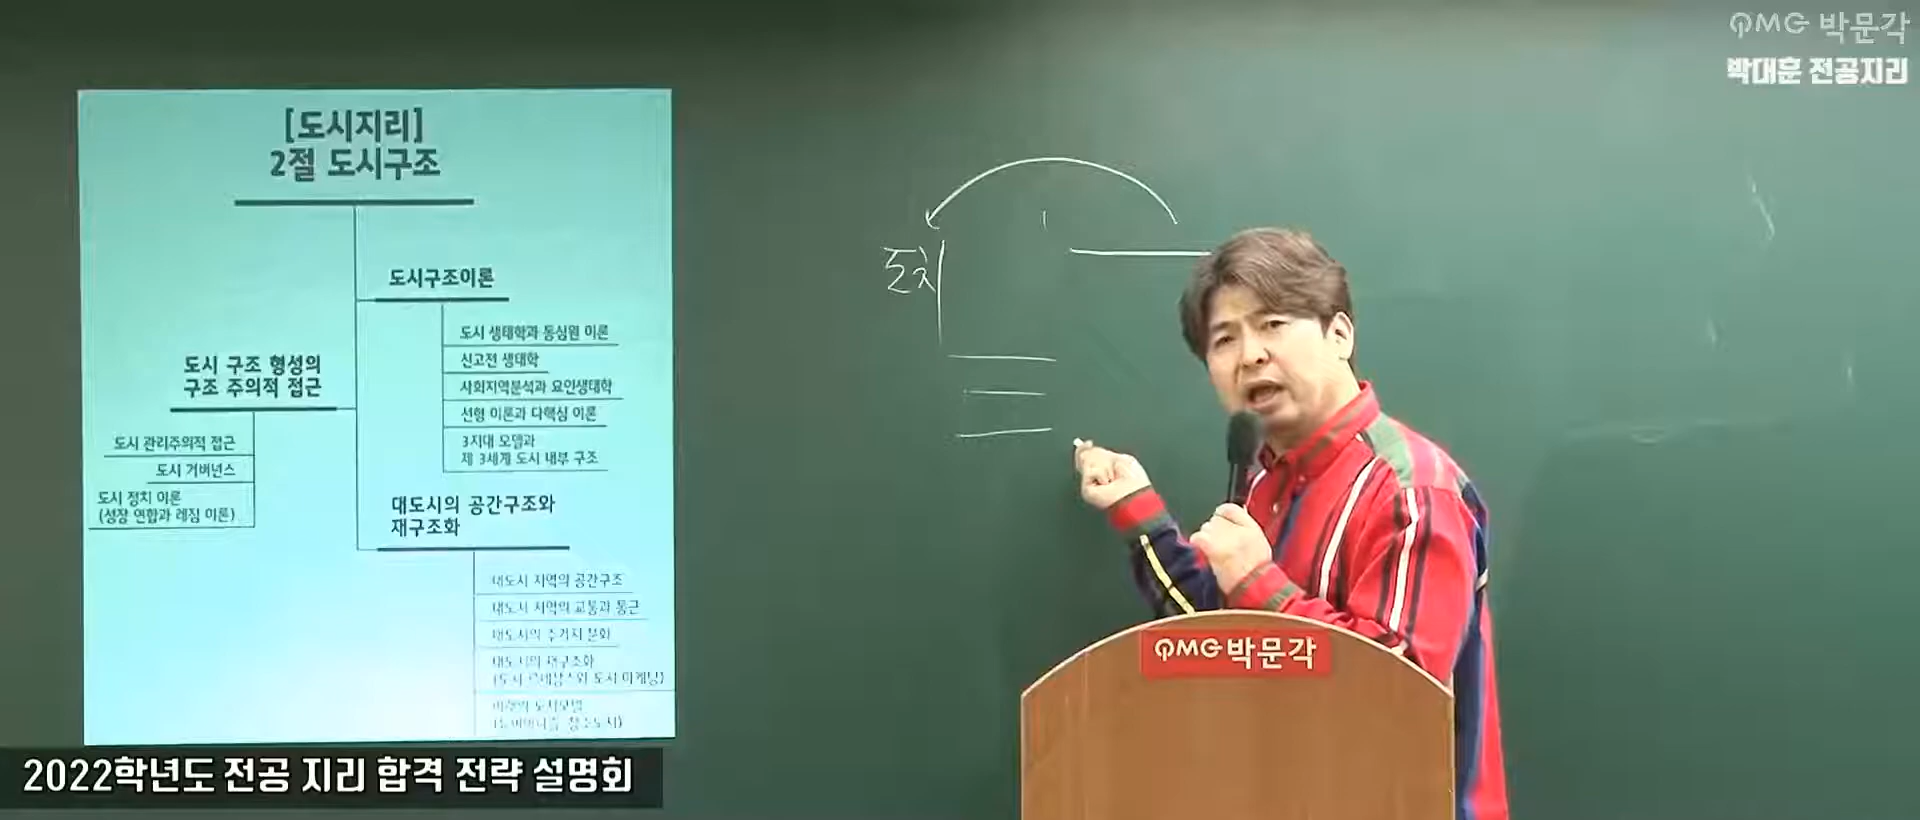 PMG 박문각
박대훈 전공지리
[도시지리]
2절 도시구조
도시구조이론
도시 생태학과 동심원 이론
신고전 생태학
사회지역분석과 요인생태학
선형 이론과 다핵심 이론
3지대 모델과
제 3세계 도시 내부 구조
도시 구조 형성의
구조 주의적 접근
도시 관리주의적 접근
도시 거버넌스
도시 정치 이론
(성장 연합과 레짐 이론)
대도시의 공간구조와
재구조화
대도시 지역의 공간구조
대도시 지역의 교통과 통근
대도시의 주거지 분화
대도시의 재구조화
(도시 르네상스와 도시 마케팅)
미래의 도시모델
PMG 박문각
2022학년도 전공 지리 합격 전략 설명회